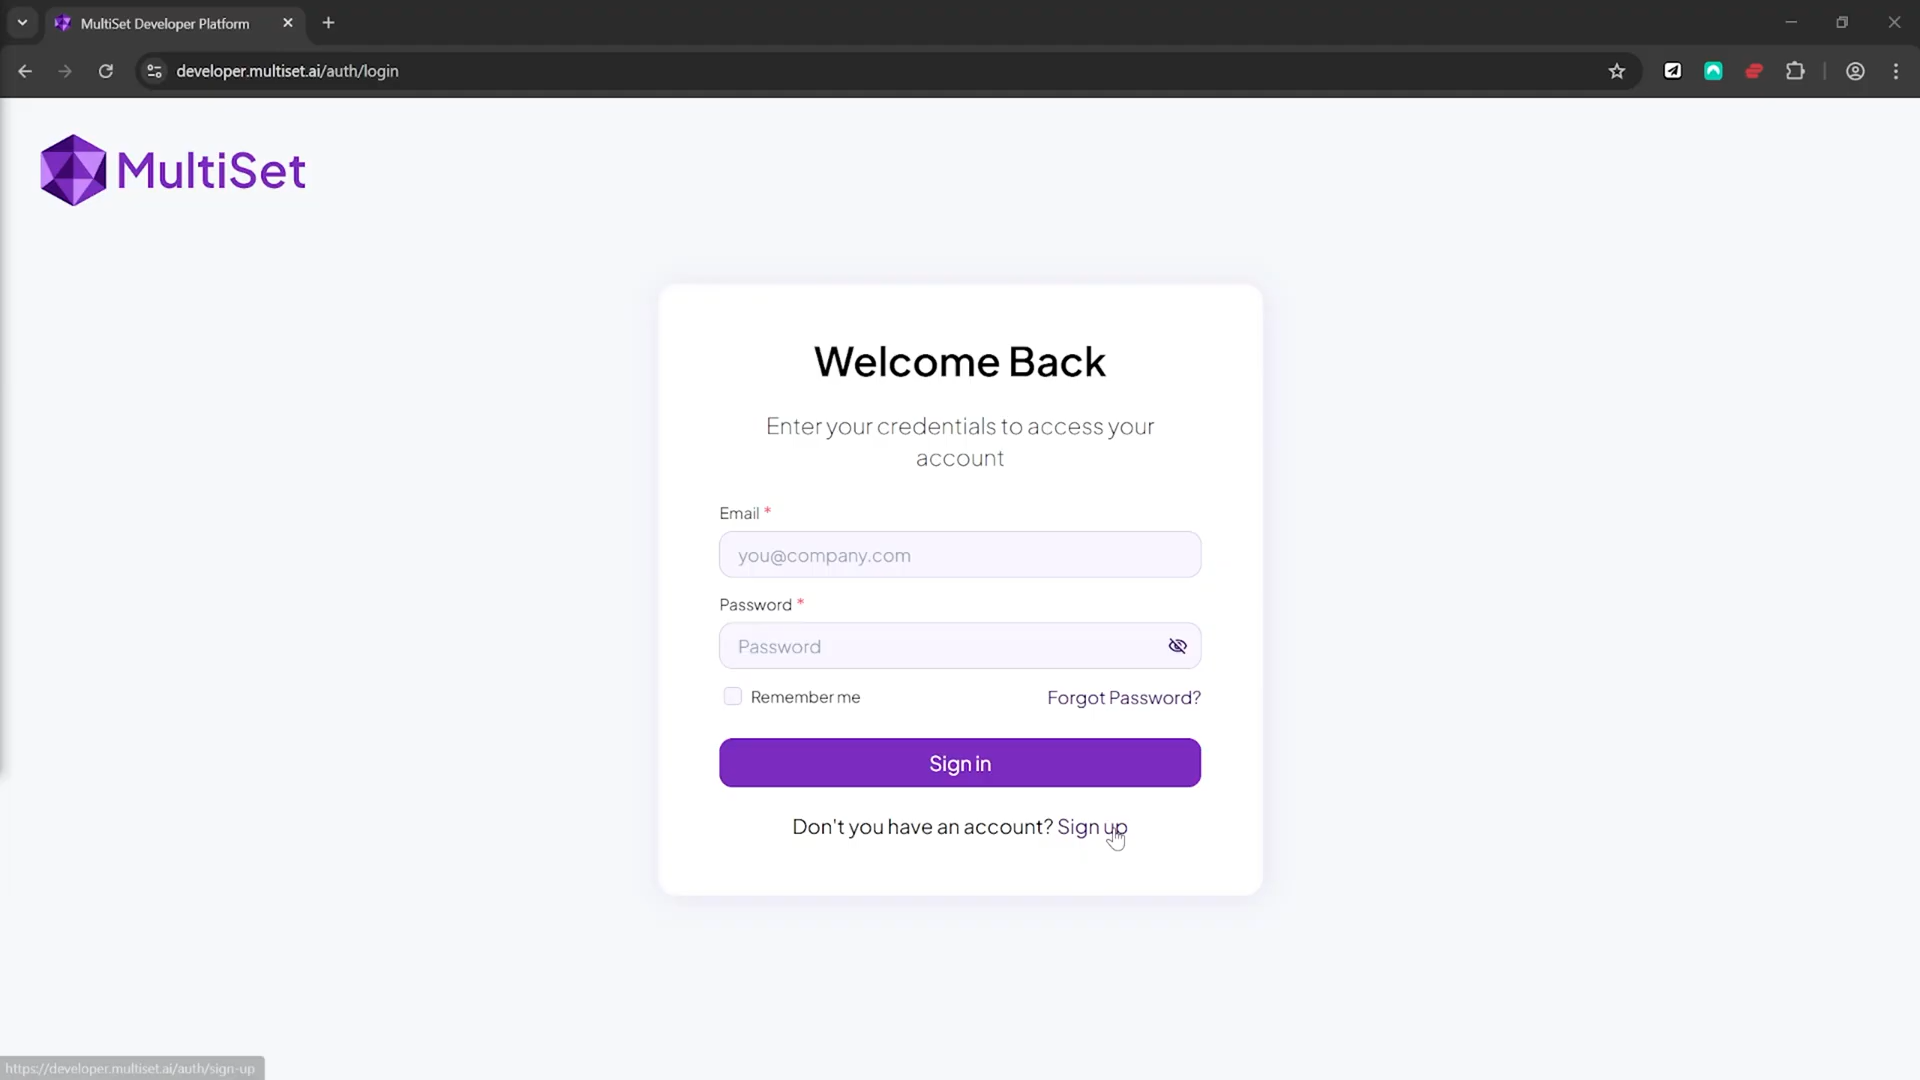 MultiSet Developer Platform
developer.multiset.ai/auth/login
MultiSet
Welcome Back
Enter your credentials to access your
account
Email *
you@company.com
Password *
Password
Remember me
Forgot Password?
Sign in
Don't you have an account? Sign up
https://developer.multiset.ai/auth/sign-up